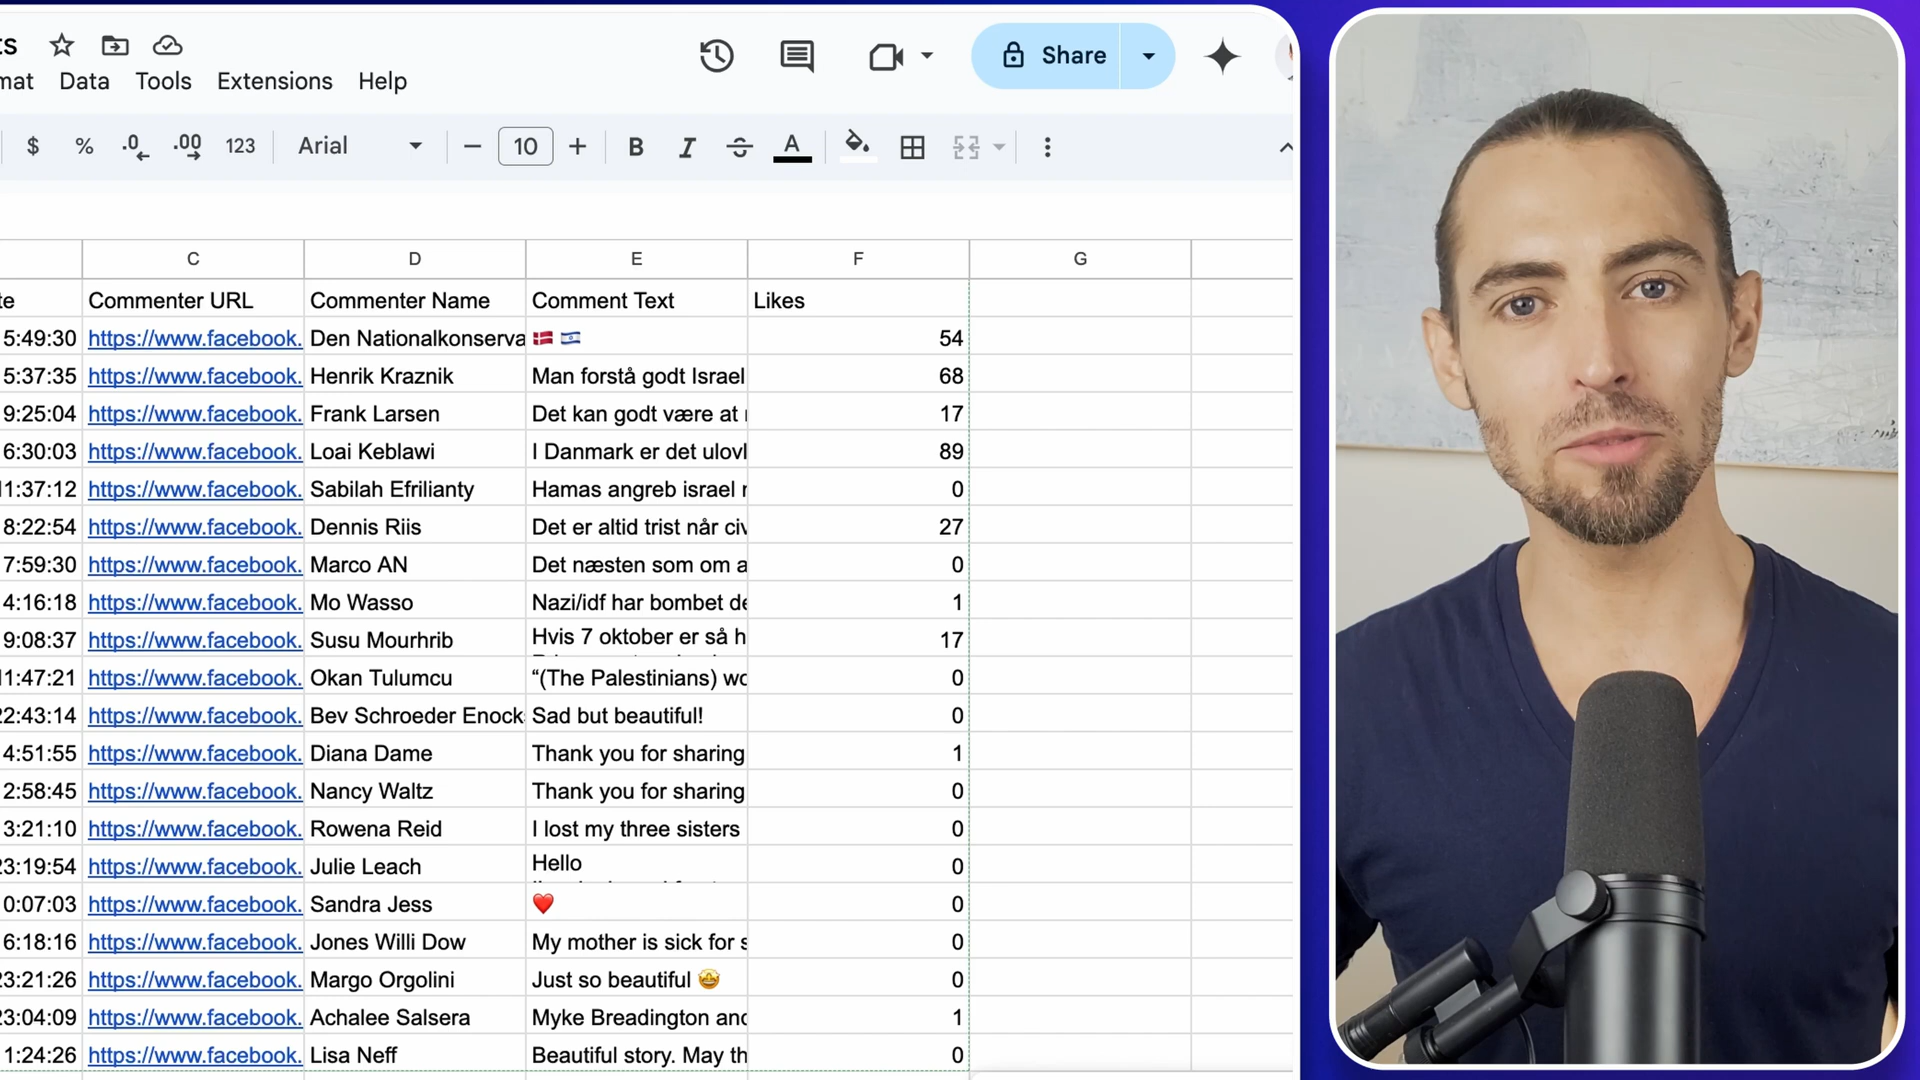 ts
mat Data Tools Extensions Help
Share
$ % .0 .00 123 Arial 10 B I S A
C D E F G
te Commenter URL Commenter Name Comment Text Likes
5:49:30 https://www.facebook. Den Nationalkonserva 🇩🇰 🇮🇱 54
5:37:35 https://www.facebook. Henrik Kraznik Man forstå godt Israel 68
9:25:04 https://www.facebook. Frank Larsen Det kan godt være at 17
6:30:03 https://www.facebook. Loai Keblawi I Danmark er det ulovl 89
11:37:12 https://www.facebook. Sabilah Efrilianty Hamas angreb israel 0
8:22:54 https://www.facebook. Dennis Riis Det er altid trist når civ 27
7:59:30 https://www.facebook. Marco AN Det næsten som om a 0
4:16:18 https://www.facebook. Mo Wasso Nazi/idf har bombet de 1
9:08:37 https://www.facebook. Susu Mourhrib Hvis 7 oktober er så h 17
11:47:21 https://www.facebook. Okan Tulumcu “(The Palestinians) wo 0
22:43:14 https://www.facebook. Bev Schroeder Enock Sad but beautiful! 0
4:51:55 https://www.facebook. Diana Dame Thank you for sharing 1
2:58:45 https://www.facebook. Nancy Waltz Thank you for sharing 0
3:21:10 https://www.facebook. Rowena Reid I lost my three sisters 0
23:19:54 https://www.facebook. Julie Leach Hello 0
0:07:03 https://www.facebook. Sandra Jess ❤️ 0
6:18:16 https://www.facebook. Jones Willi Dow My mother is sick for s 0
23:21:26 https://www.facebook. Margo Orgolini Just so beautiful 🤩 0
23:04:09 https://www.facebook. Achalee Salsera Myke Breadington and 1
1:24:26 https://www.facebook. Lisa Neff Beautiful story. May th 0